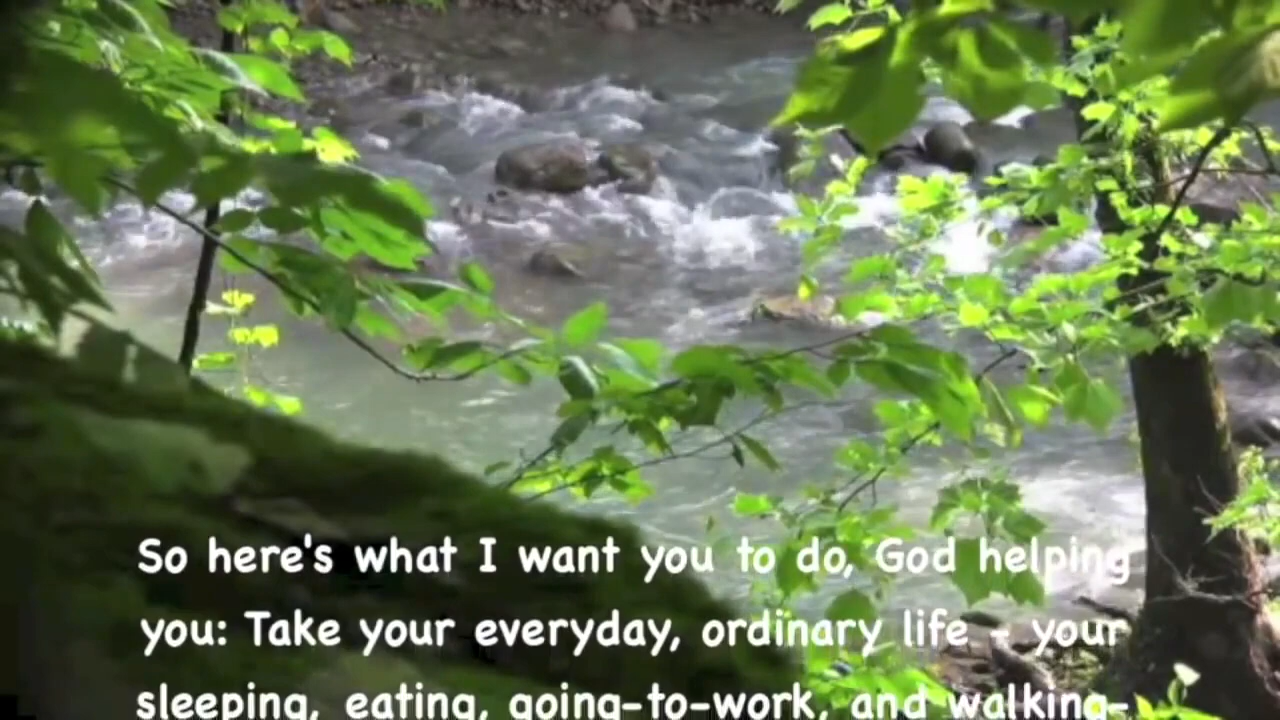 So here's what I want you to do, God helping
you: Take your everyday, ordinary life - your
sleeping, eating, going-to-work, and walking-